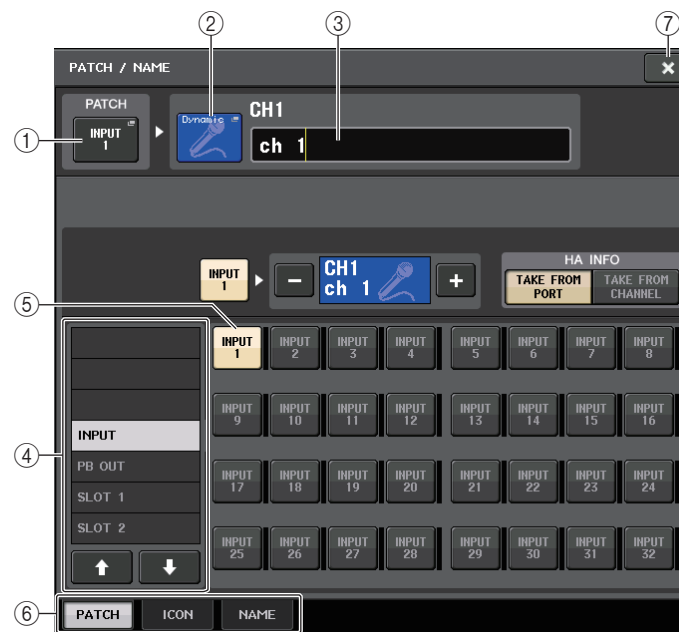 ② ③ ⑦
PATCH / NAME
PATCH
CH1
① INPUT 1
Dynamic
ch 1
HA INFO
INPUT 1
CH1
ch 1
TAKE FROM PORT
TAKE FROM CHANNEL
⑤
INPUT 1 INPUT 2 INPUT 3 INPUT 4 INPUT 5 INPUT 6 INPUT 7 INPUT 8
INPUT 9 INPUT 10 INPUT 11 INPUT 12 INPUT 13 INPUT 14 INPUT 15 INPUT 16
INPUT 17 INPUT 18 INPUT 19 INPUT 20 INPUT 21 INPUT 22 INPUT 23 INPUT 24
INPUT 25 INPUT 26 INPUT 27 INPUT 28 INPUT 29 INPUT 30 INPUT 31 INPUT 32
④
INPUT
PB OUT
SLOT 1
SLOT 2
⑥ PATCH ICON NAME